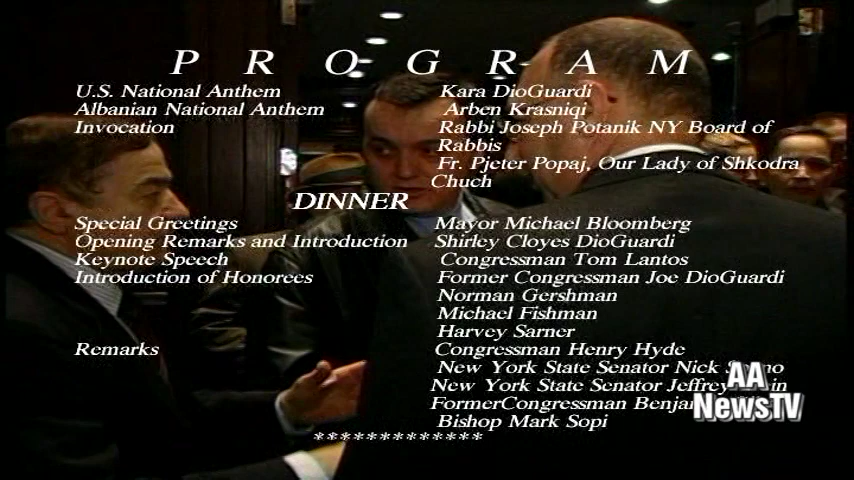 P R O G R A M
U.S. National Anthem Kara DioGuardi
Albanian National Anthem Arben Krasniqi
Invocation Rabbi Joseph Potanik NY Board of
Rabbis
Fr. Pjeter Popaj, Our Lady of Shkodra
Chuch
DINNER
Special Greetings Mayor Michael Bloomberg
Opening Remarks and Introduction Shirley Cloyes DioGuardi
Keynote Speech Congressman Tom Lantos
Introduction of Honorees Former Congressman Joe DioGuardi
Norman Gershman
Michael Fishman
Harvey Sarner
Remarks Congressman Henry Hyde
New York State Senator Nick
New York State Senator Jeffrey
FormerCongressman
Bishop Mark Sopi
*************
AA
NewsTV